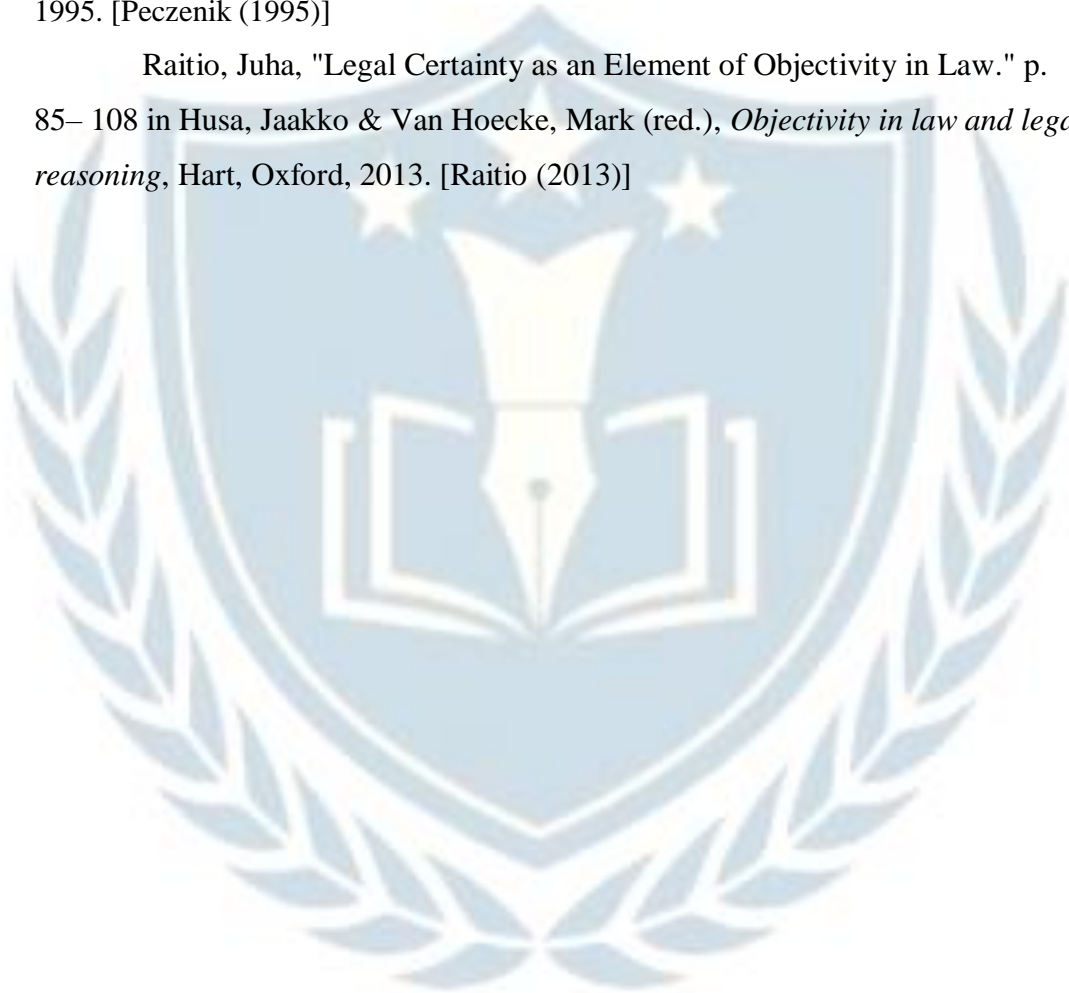 1995. [Peczenik (1995)]
Raitio, Juha, "Legal Certainty as an Element of Objectivity in Law." p.
85– 108 in Husa, Jaakko & Van Hoecke, Mark (red.), Objectivity in law and lega
reasoning, Hart, Oxford, 2013. [Raitio (2013)]